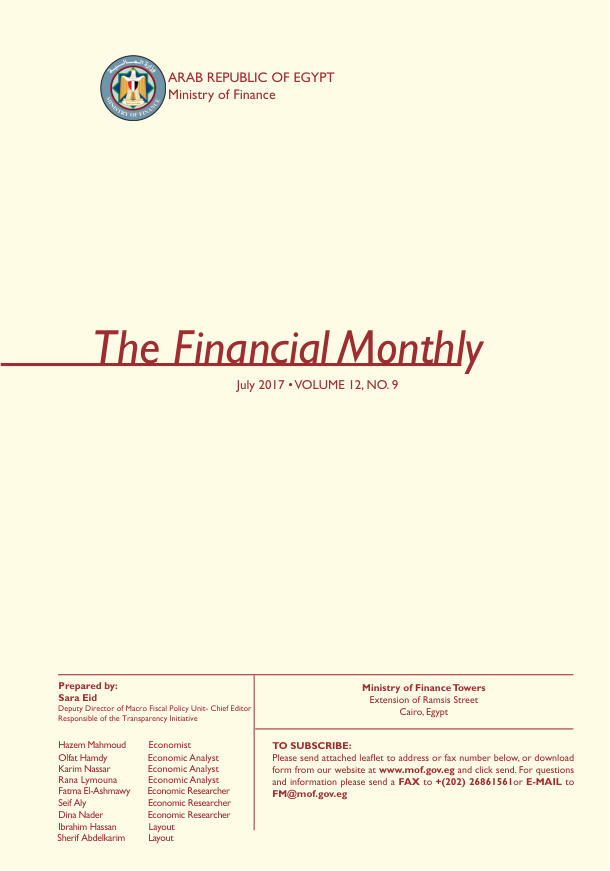 وزارة المالية
MINISTRY OF FINANCE
ARAB REPUBLIC OF EGYPT
Ministry of Finance
The Financial Monthly
July 2017 • VOLUME 12, NO. 9
Prepared by:
Sara Eid
Deputy Director of Macro Fiscal Policy Unit- Chief Editor
Responsible of the Transparency Initiative
Hazem Mahmoud Economist
Olfat Hamdy Economic Analyst
Karim Nassar Economic Analyst
Rana Lymouna Economic Analyst
Fatma El-Ashmawy Economic Researcher
Seif Aly Economic Researcher
Dina Nader Economic Researcher
Ibrahim Hassan Layout
Sherif Abdelkarim Layout
Ministry of Finance Towers
Extension of Ramsis Street
Cairo, Egypt
TO SUBSCRIBE:
Please send attached leaflet to address or fax number below, or download
form from our website at www.mof.gov.eg and click send. For questions
and information please send a FAX to +(202) 26861561or E-MAIL to
FM@mof.gov.eg